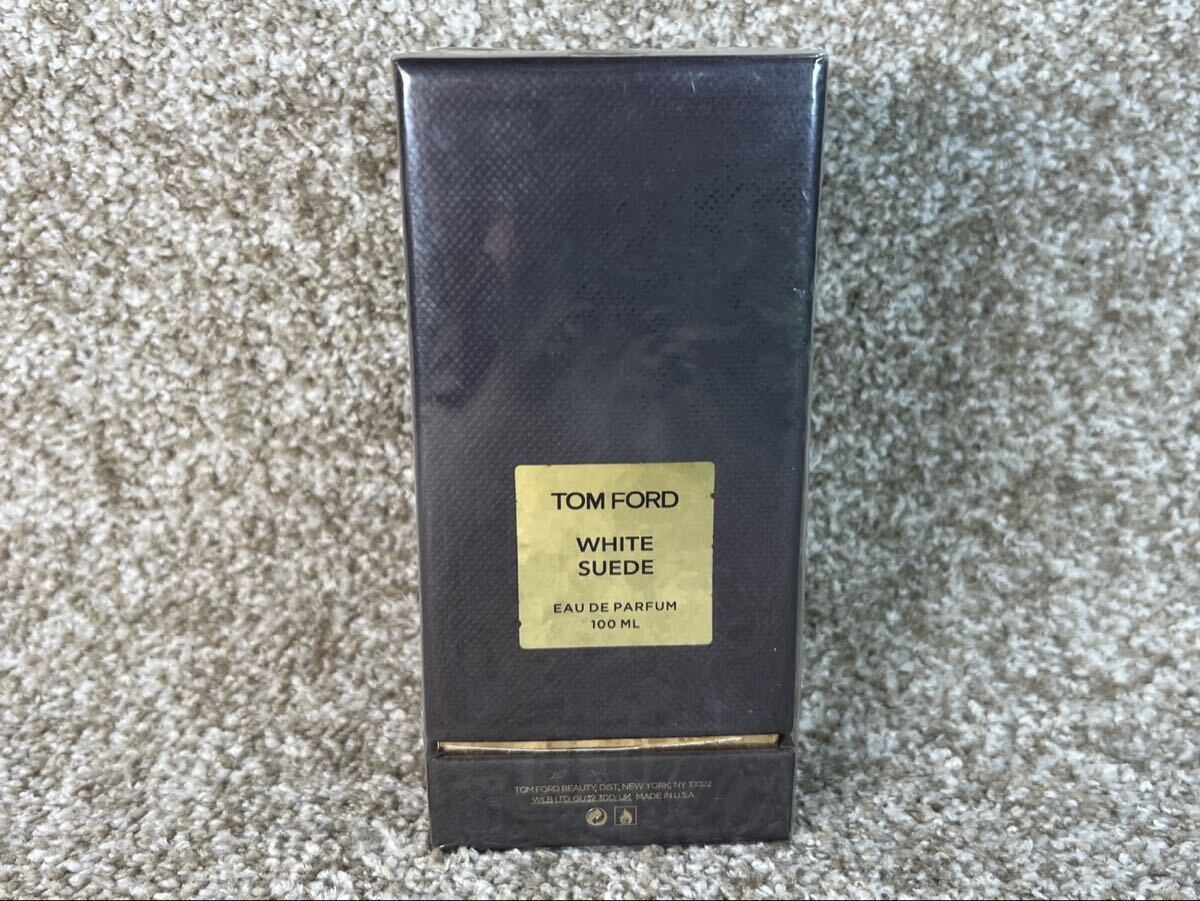 TOM FORD
WHITE
SUEDE
EAU DE PARFUM
100 ML
TOM FORD BEAUTY, DIST, NEW YORK, NY 10022
WLB LTD, GU32 3DD, UK, MADE IN U.S.A.